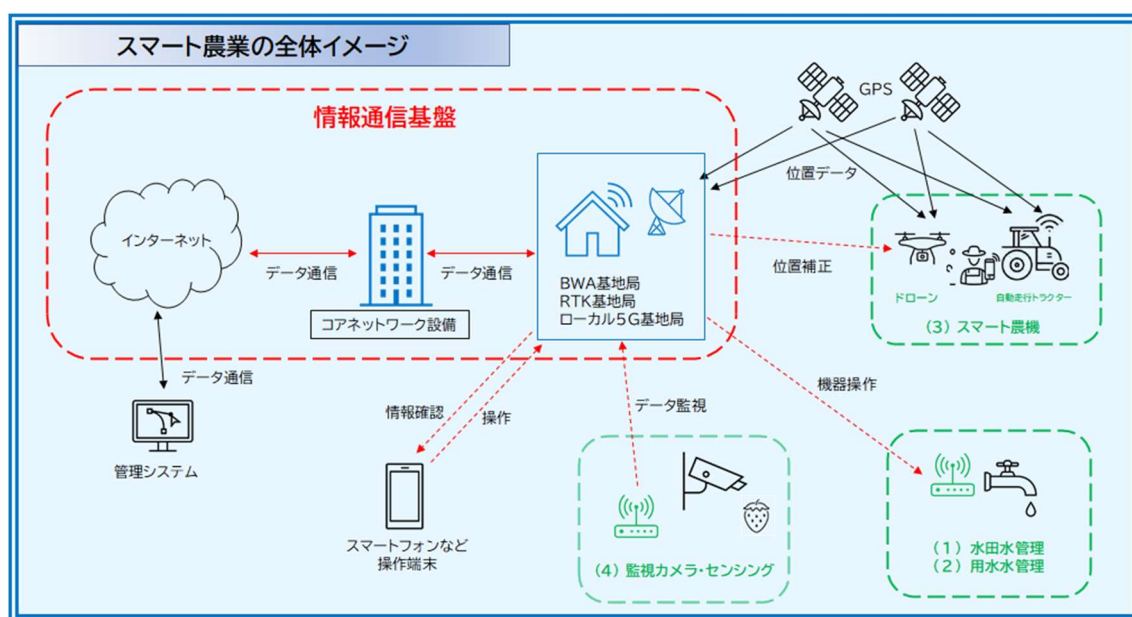 スマート農業の全体イメージ
情報通信基盤
GPS
位置データ
インターネット
データ通信
データ通信
コアネットワーク設備
BWA基地局
RTK基地局
ローカル5G基地局
位置補正
ドローン
自動走行トラクター
(3) スマート農機
データ通信
管理システム
情報確認
操作
スマートフォンなど
操作端末
データ監視
(4) 監視カメラ・センシング
機器操作
(1) 水田水管理
(2) 用水水管理